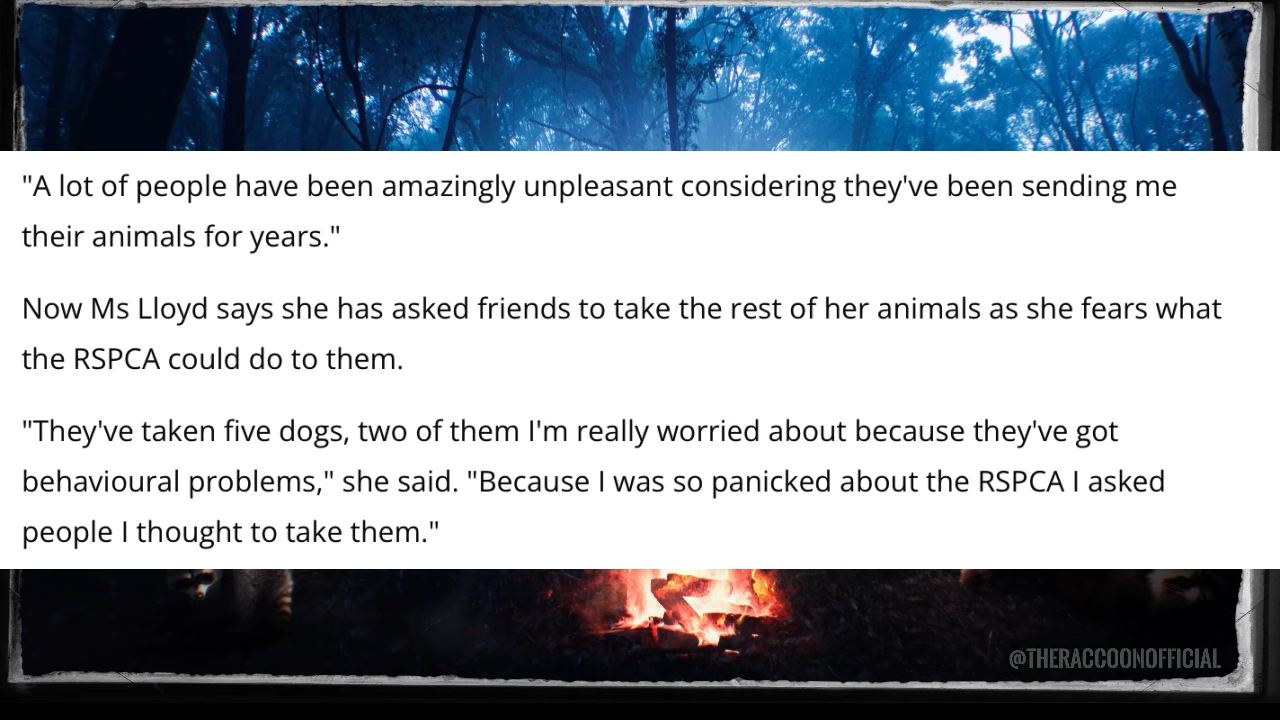 "A lot of people have been amazingly unpleasant considering they've been sending me
their animals for years."
Now Ms Lloyd says she has asked friends to take the rest of her animals as she fears what
the RSPCA could do to them.
"They've taken five dogs, two of them I'm really worried about because they've got
behavioural problems," she said. "Because I was so panicked about the RSPCA I asked
people I thought to take them."
@THERACCOONOFFICIAL